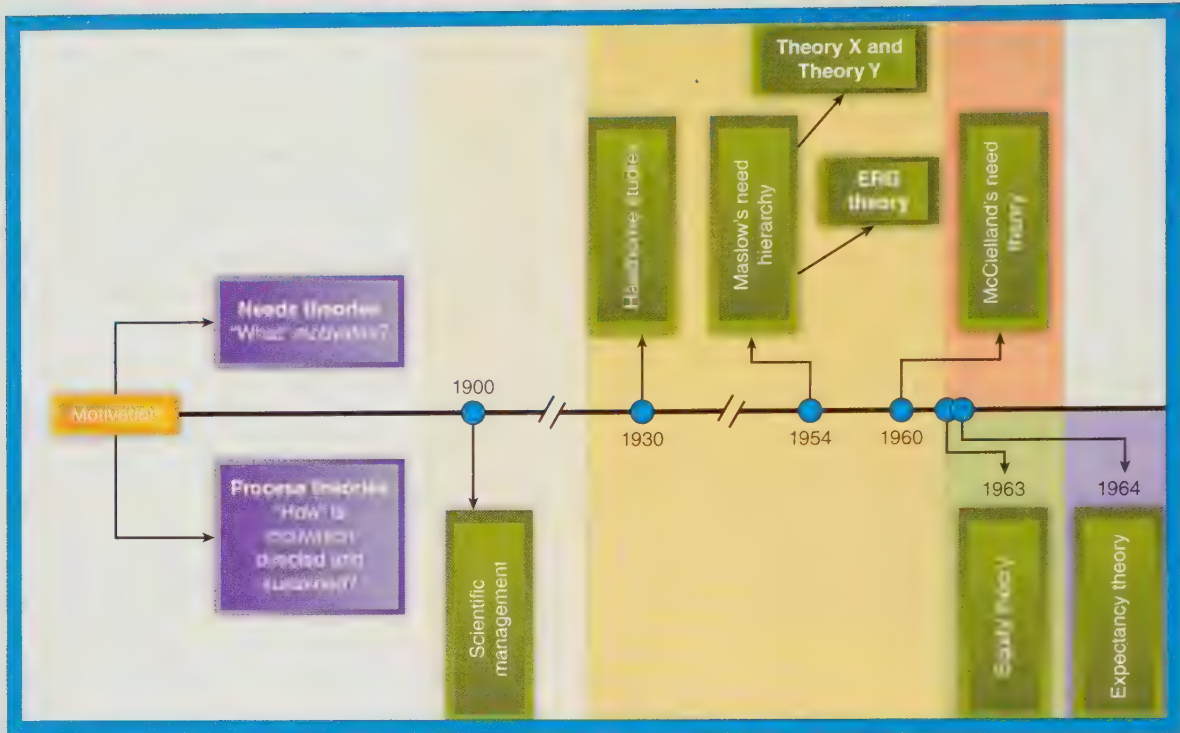 Motivation
Needs theories
"What" motivates?
Process theories
"How" is
motivation
directed and
sustained?
1900
Scientific
management
1930
Hawthorne studies
1954
Maslow's need
hierarchy
Theory X and
Theory Y
ERG
theory
1960
McClelland's need
theory
1963
Equity theory
1964
Expectancy theory